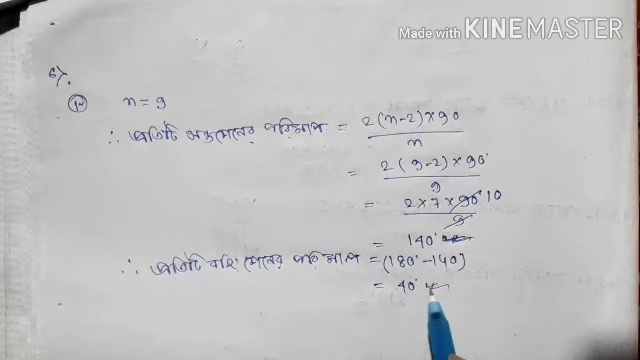 Made with KINEMASTER
6).
n = 9
∴ প্রতিটি অন্তঃকোনের পরিমাপ = 2(n-2)×90
n
= 2(9-2)×90°
9
= 2×7×90° 10
9
= 140°
∴ প্রতিটি বহিঃকোনের পরিমাপ = (180° - 140)
= 40°